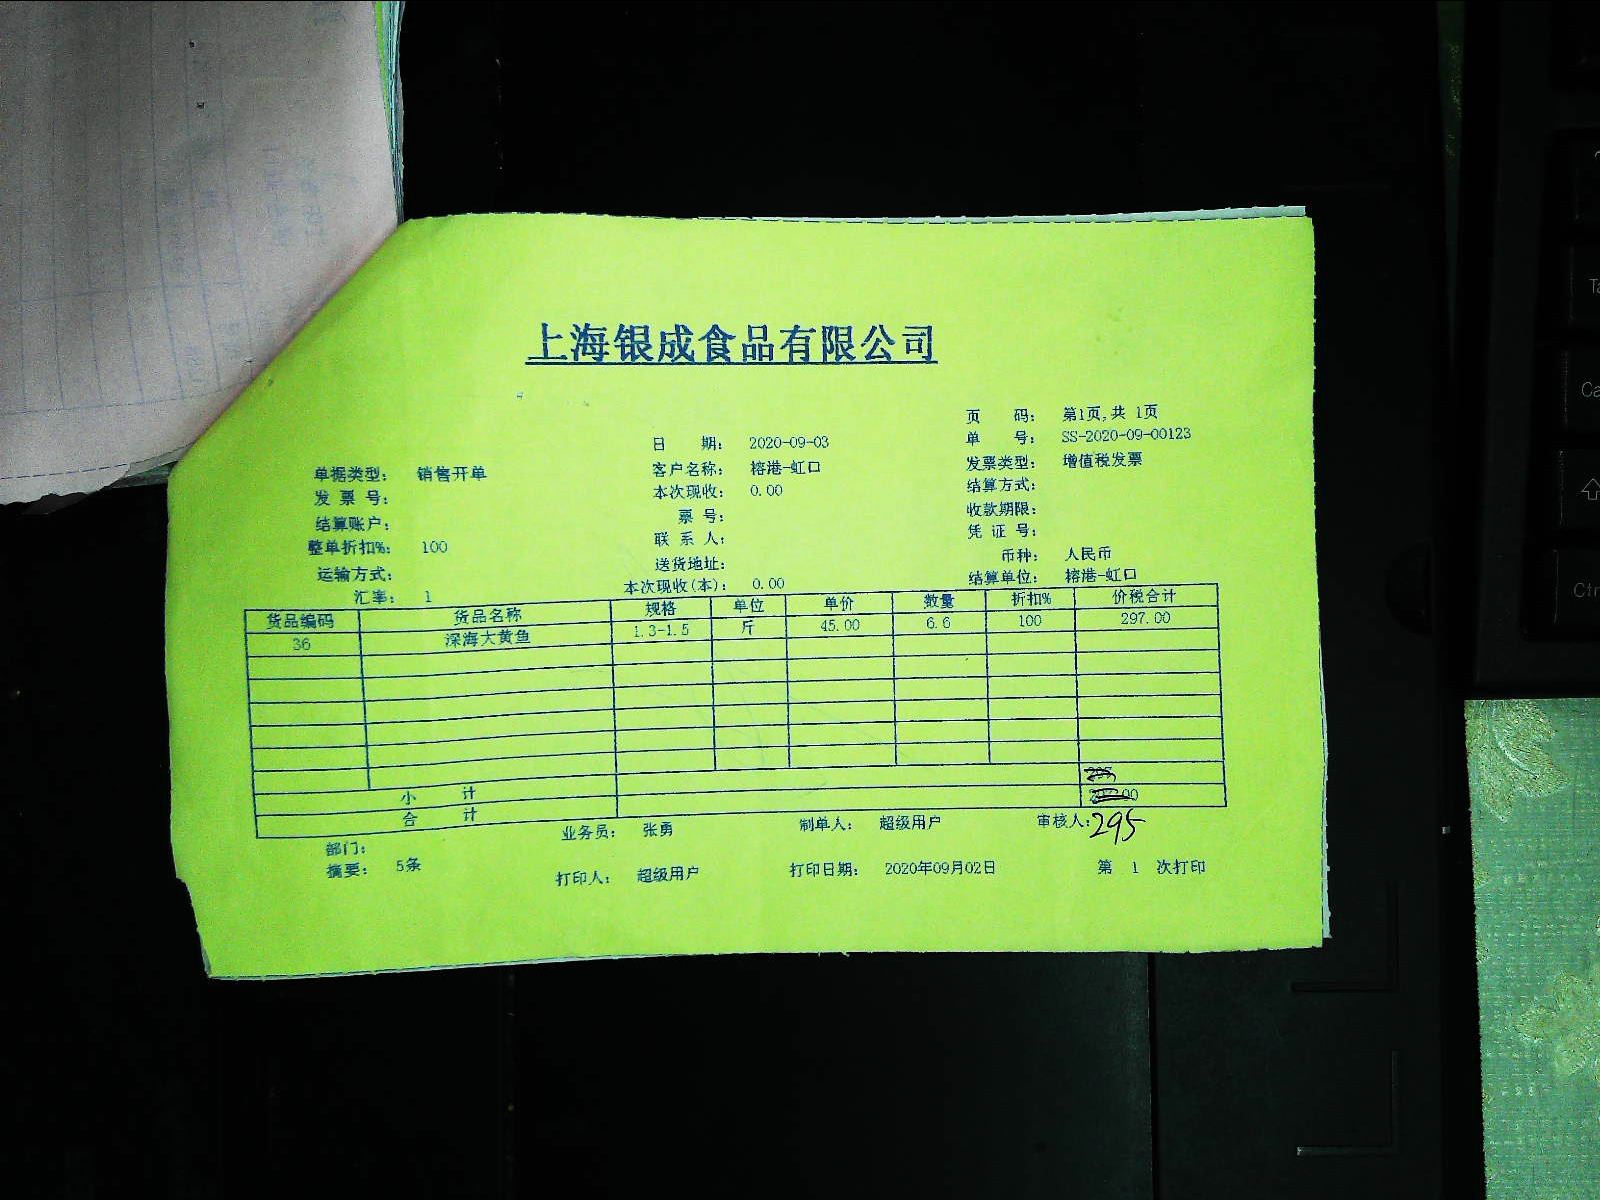 上海银成食品有限公司
页 码: 第1页,共 1页
日 期: 2020-09-03 单 号: SS-2020-09-00123
单据类型: 销售开单 客户名称: 榕港-虹口 发票类型: 增值税发票
发 票 号: 本次现收: 0.00 结算方式:
结算账户: 票 号: 收款期限:
整单折扣%: 100 联 系 人: 凭 证 号:
运输方式: 送货地址: 币种: 人民币
汇率: 1 本次现收(本): 0.00 结算单位: 榕港-虹口
货品编码 货品名称 规格 单位 单价 数量 折扣% 价税合计
36 深海大黄鱼 1.3-1.5 斤 45.00 6.6 100 297.00
小 计
合 计
部门: 业务员: 张勇 制单人: 超级用户 审核人: 295
摘要: 5条 打印人: 超级用户 打印日期: 2020年09月02日 第 1 次打印
Ta
Ca
Ctr